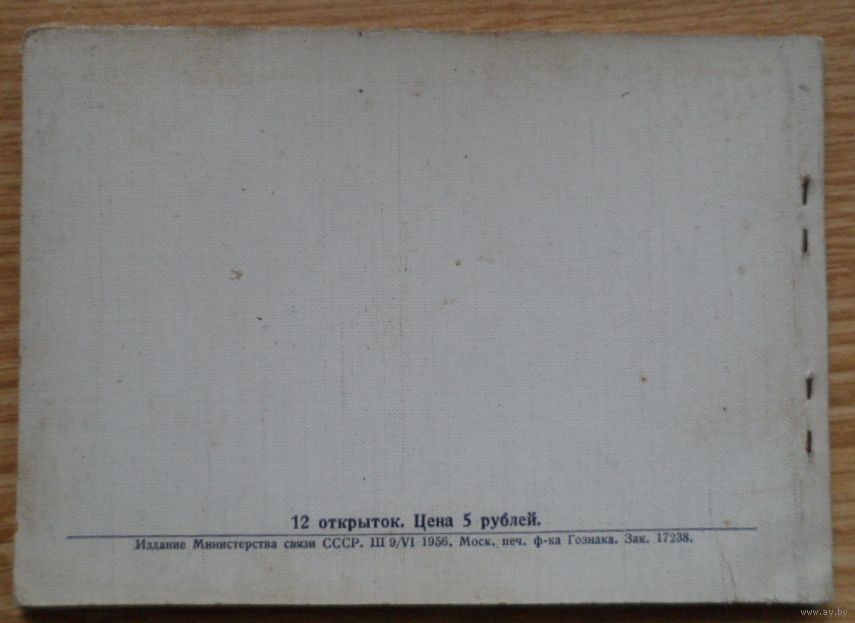 12 открыток. Цена 5 рублей.
Издание Министерства связи СССР. Ш 9/VI 1956. Моск. печ. ф-ка Гознака. Зак. 17238.
www.ay.by